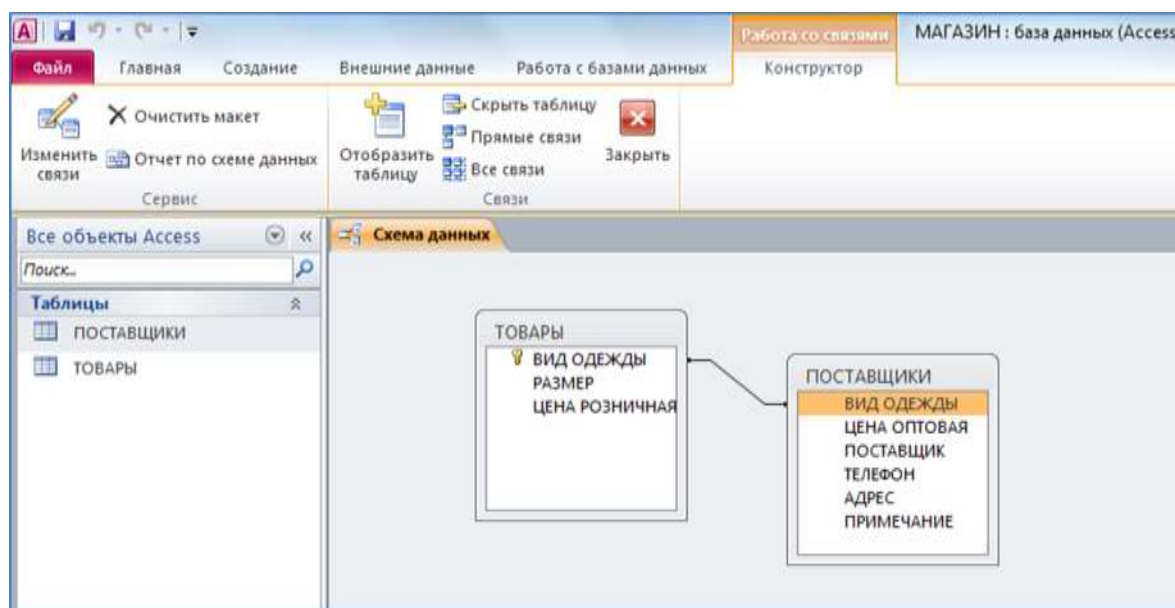 A
Работа со связями
МАГАЗИН : база данных (Access
Файл
Главная
Создание
Внешние данные
Работа с базами данных
Конструктор
Изменить связи
Очистить макет
Отчет по схеме данных
Сервис
Отобразить таблицу
Скрыть таблицу
Прямые связи
Все связи
Закрыть
Связи
Все объекты Access
Поиск...
Таблицы
ПОСТАВЩИКИ
ТОВАРЫ
Схема данных
ТОВАРЫ
ВИД ОДЕЖДЫ
РАЗМЕР
ЦЕНА РОЗНИЧНАЯ
ПОСТАВЩИКИ
ВИД ОДЕЖДЫ
ЦЕНА ОПТОВАЯ
ПОСТАВЩИК
ТЕЛЕФОН
АДРЕС
ПРИМЕЧАНИЕ